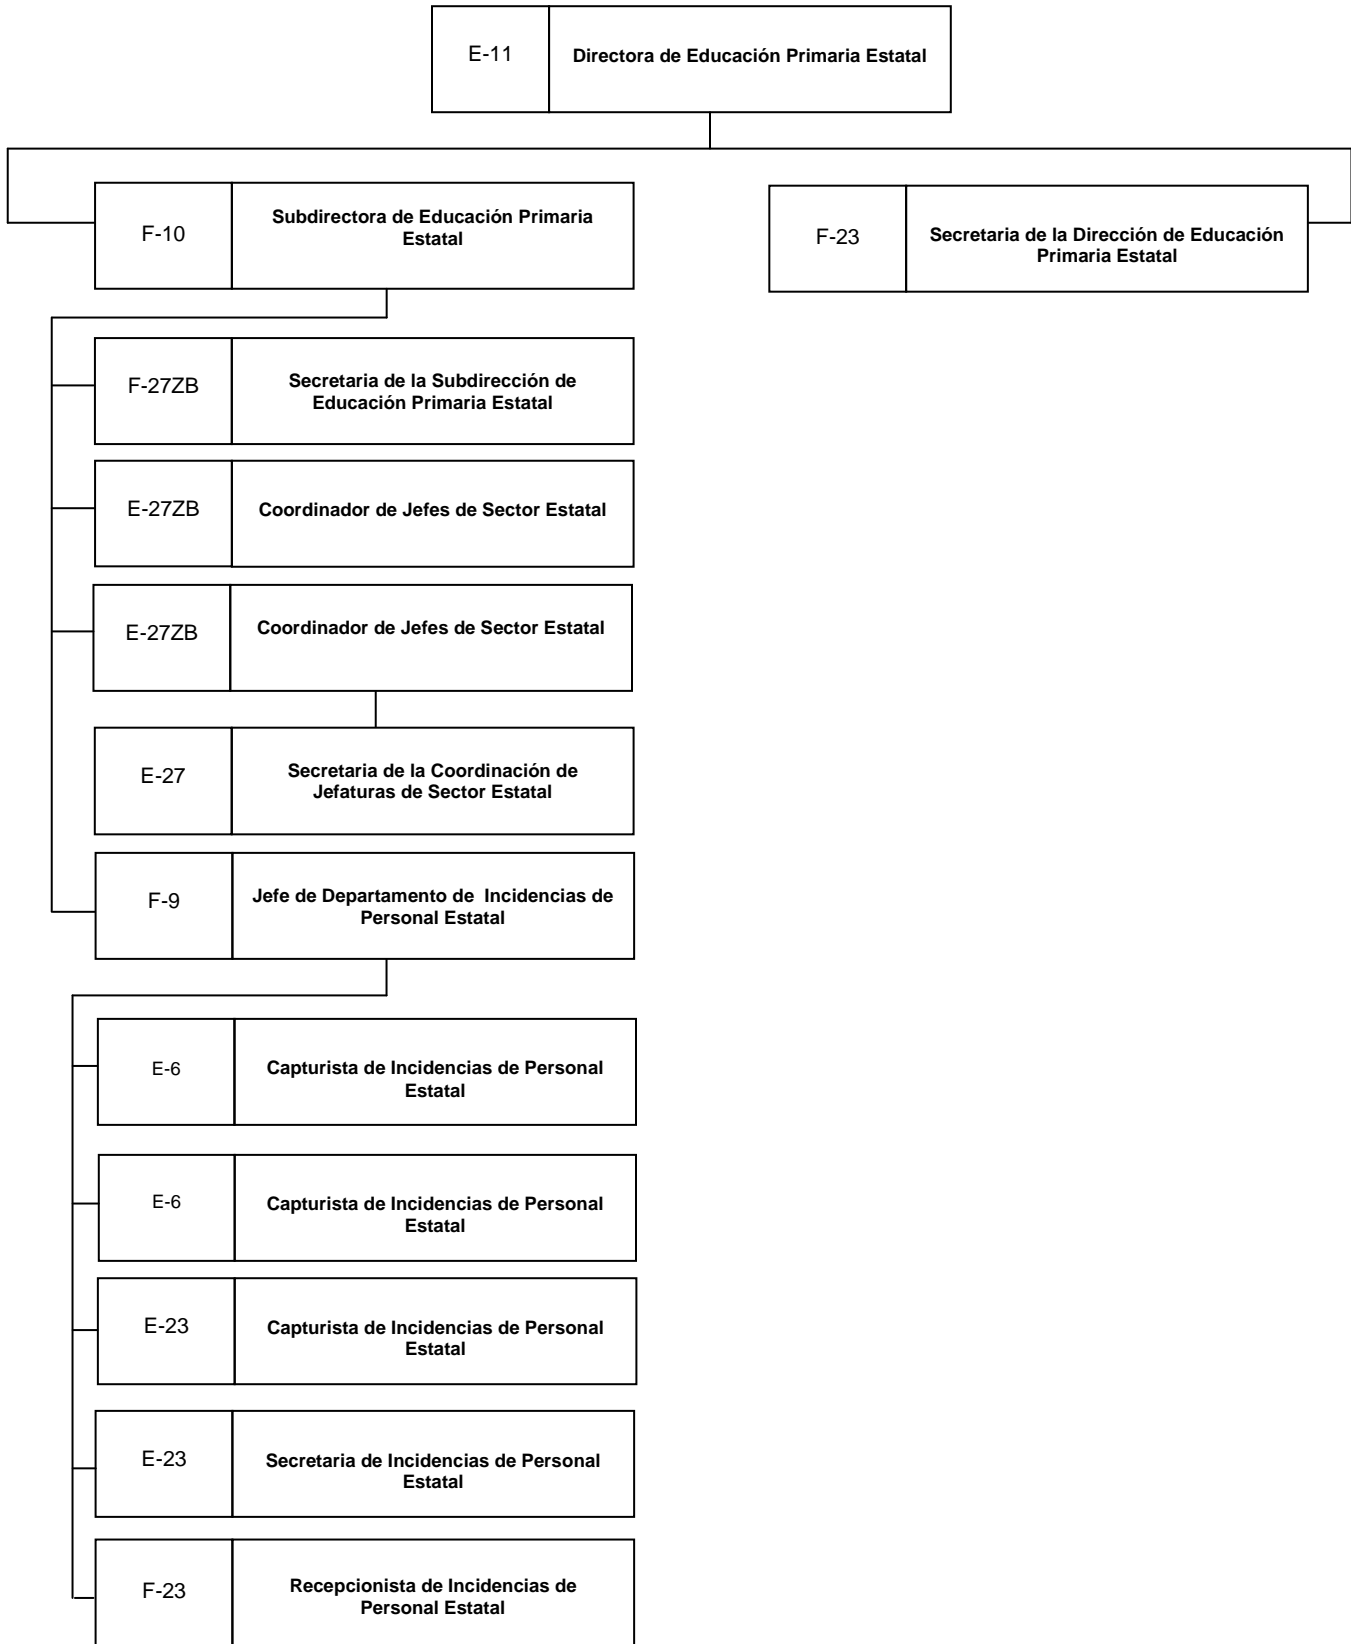 E-11
Directora de Educación Primaria Estatal
F-10
Subdirectora de Educación Primaria
Estatal
F-23
Secretaria de la Dirección de Educación
Primaria Estatal
F-27ZB
Secretaria de la Subdirección de
Educación Primaria Estatal
E-27ZB
Coordinador de Jefes de Sector Estatal
E-27ZB
Coordinador de Jefes de Sector Estatal
E-27
Secretaria de la Coordinación de
Jefaturas de Sector Estatal
F-9
Jefe de Departamento de Incidencias de
Personal Estatal
E-6
Capturista de Incidencias de Personal
Estatal
E-6
Capturista de Incidencias de Personal
Estatal
E-23
Capturista de Incidencias de Personal
Estatal
E-23
Secretaria de Incidencias de Personal
Estatal
F-23
Recepcionista de Incidencias de
Personal Estatal